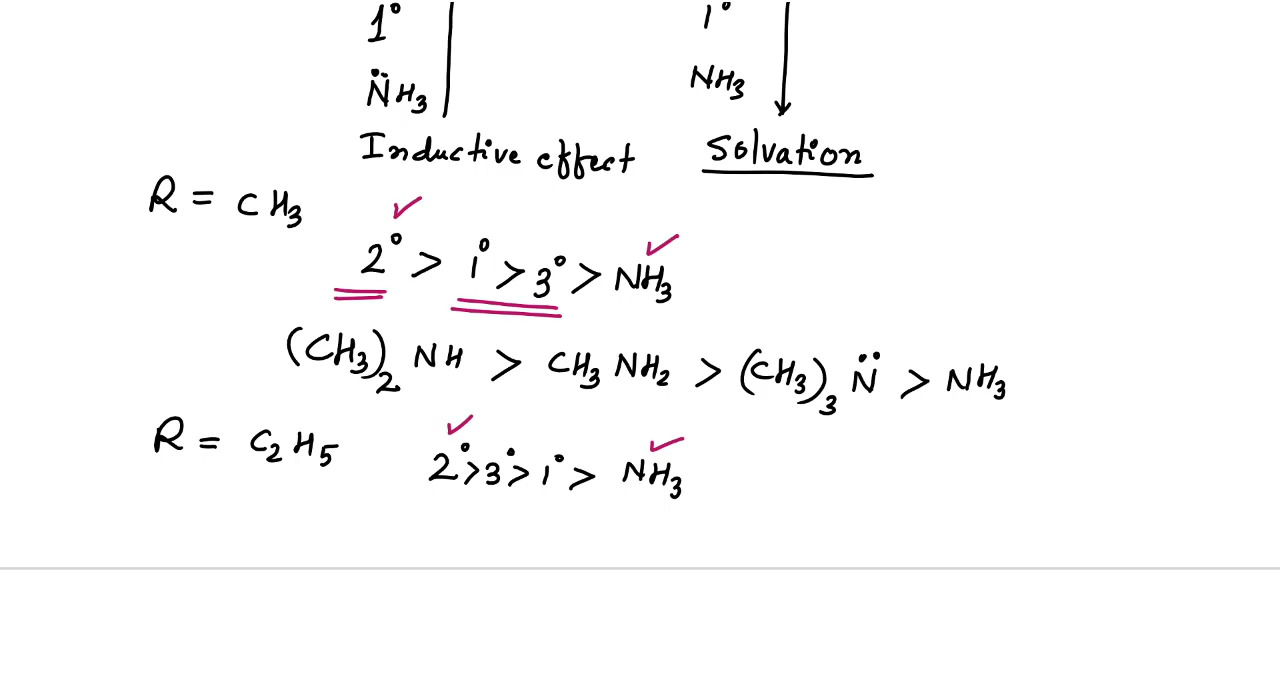 1° 1°
N̈H₃ NH₃
Inductive effect Solvation
R = CH₃
2° > 1° > 3° > NH₃
(CH₃)₂ NH > CH₃ NH₂ > (CH₃)₃ N̈ > NH₃
R = C₂H₅ 2° > 3° > 1° > NH₃